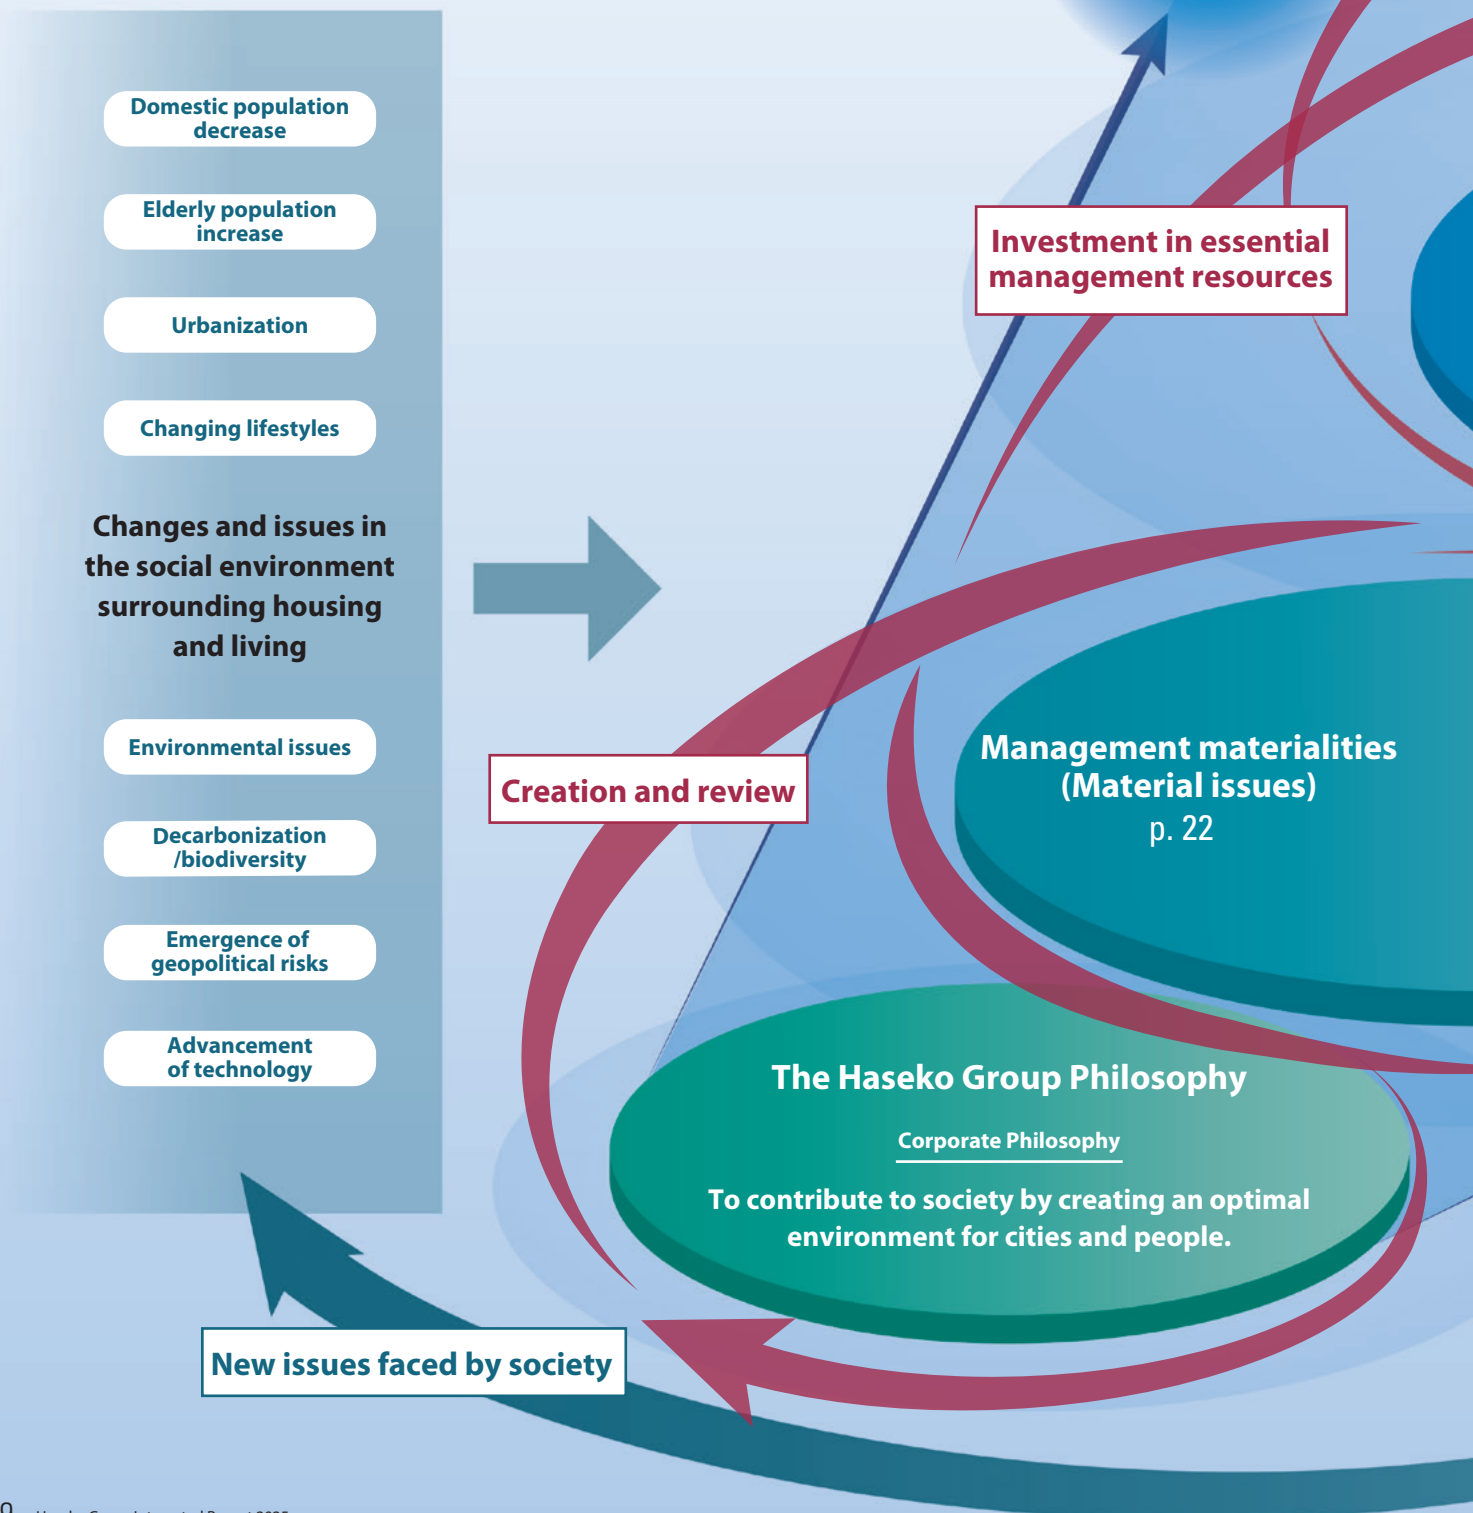 Domestic population
decrease
Elderly population
increase
Urbanization
Changing lifestyles
Changes and issues in
the social environment
surrounding housing
and living
Environmental issues
Decarbonization
/biodiversity
Emergence of
geopolitical risks
Advancement
of technology
Investment in essential
management resources
Creation and review
Management materialities
(Material issues)
p. 22
The Haseko Group Philosophy
Corporate Philosophy
To contribute to society by creating an optimal
environment for cities and people.
New issues faced by society